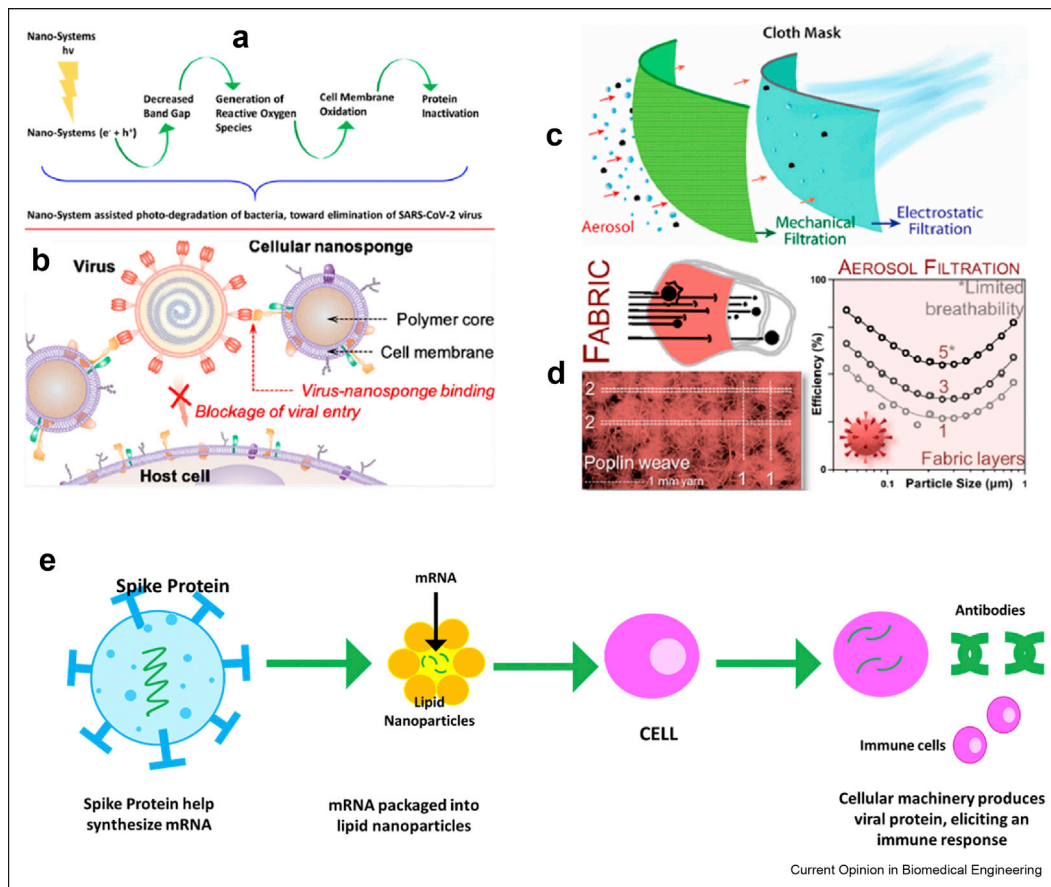 a
Nano-Systems
hν
Nano-Systems (e⁻ + h⁺)
Decreased
Band Gap
Generation of
Reactive Oxygen
Species
Cell Membrane
Oxidation
Protein
Inactivation
Nano-System assisted photo-degradation of bacteria, toward elimination of SARS-CoV-2 virus
b
Virus
Cellular nanosponge
Polymer core
Cell membrane
Virus-nanosponge binding
Blockage of viral entry
Host cell
Cloth Mask
c
Aerosol
Mechanical
Filtration
Electrostatic
Filtration
d
FABRIC
2
2
Poplin weave
1 mm yarn
1
1
AEROSOL FILTRATION
*Limited
breathability
100
Efficiency (%)
0
5*
3
1
Fabric layers
0.1
1
Particle Size (μm)
e
Spike Protein
mRNA
Lipid
Nanoparticles
CELL
Antibodies
Immune cells
Spike Protein help
synthesize mRNA
mRNA packaged into
lipid nanoparticles
Cellular machinery produces
viral protein, eliciting an
immune response
Current Opinion in Biomedical Engineering